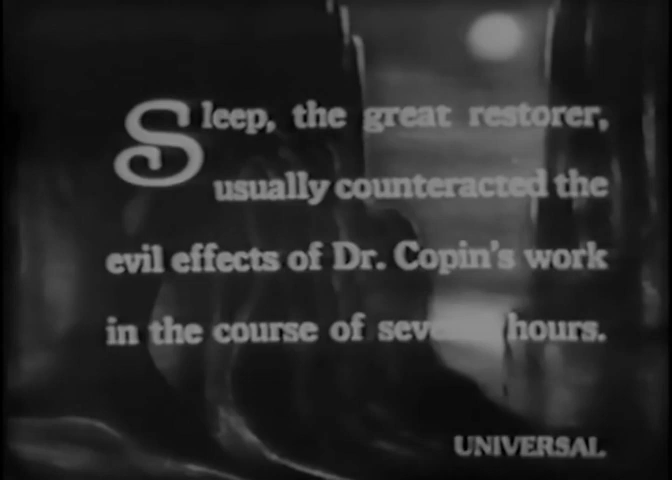 Sleep, the great restorer,
usually counteracted the
evil effects of Dr. Copin's work
in the course of hours.
UNIVERSAL